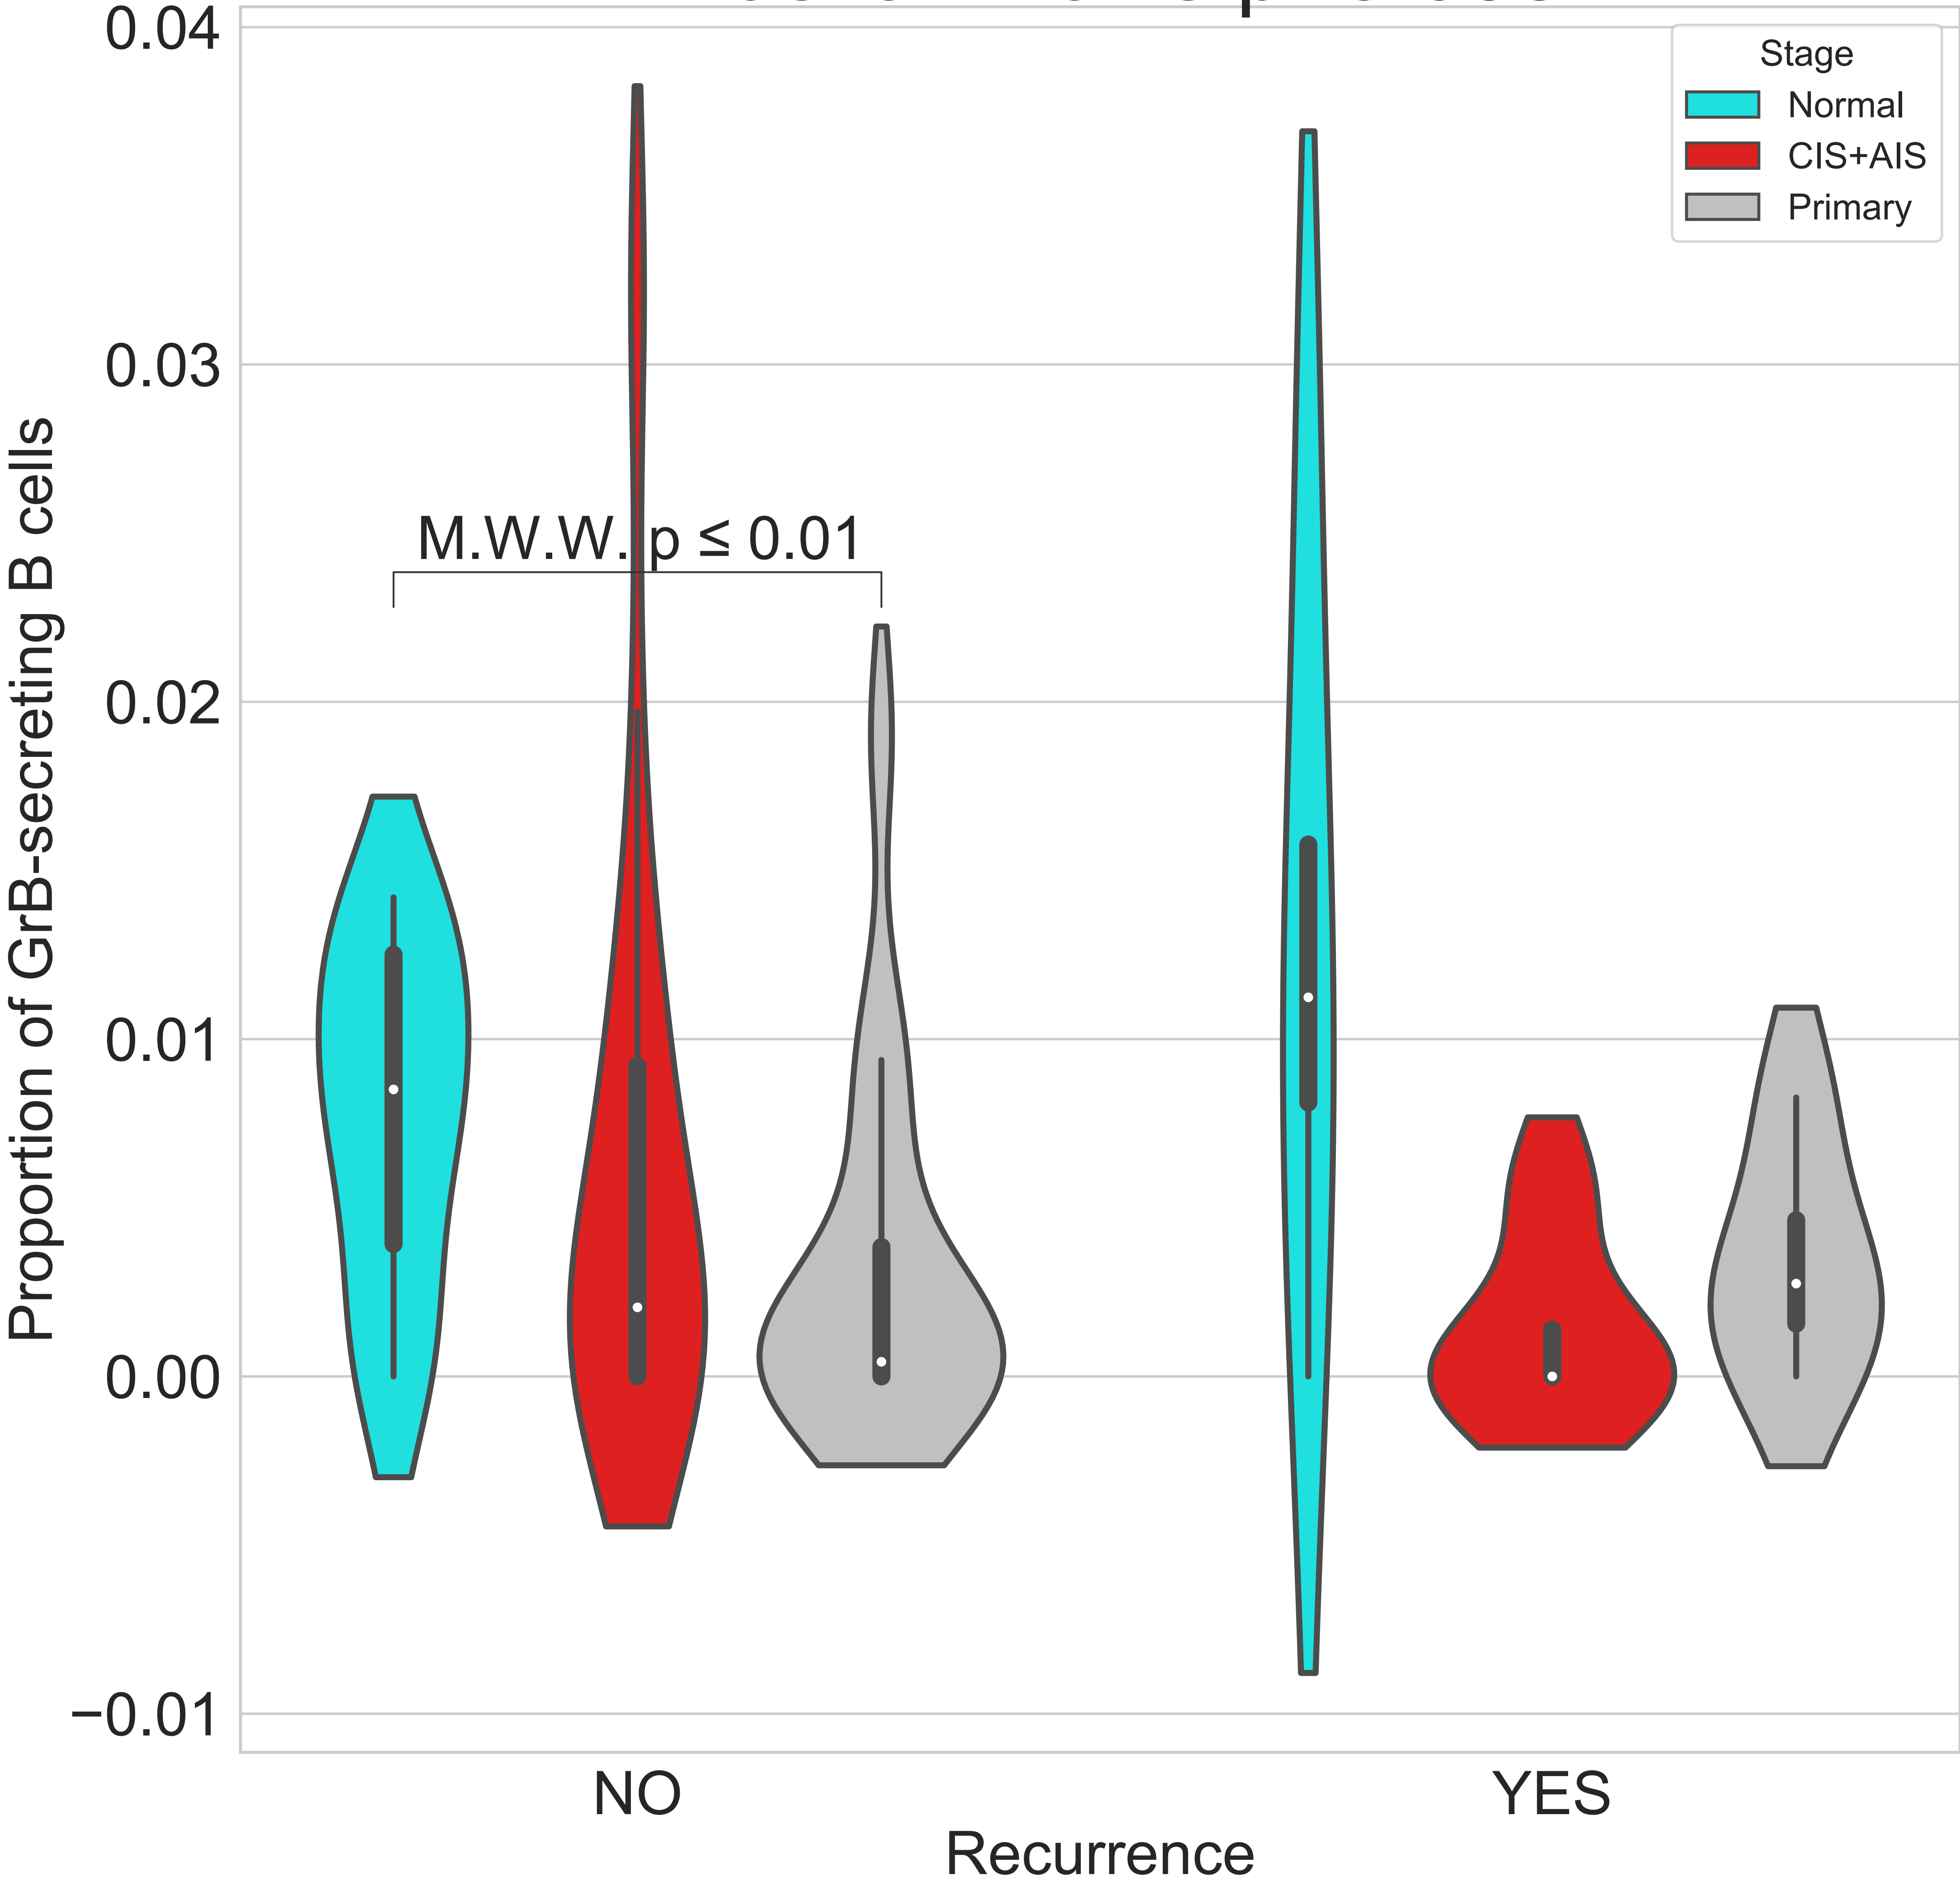 0.04
0.03
0.02
0.01
0.00
−0.01
Proportion of GrB-secreting B cells
Stage
Normal
CIS+AIS
Primary
M.W.W. p ≤ 0.01
NO
YES
Recurrence